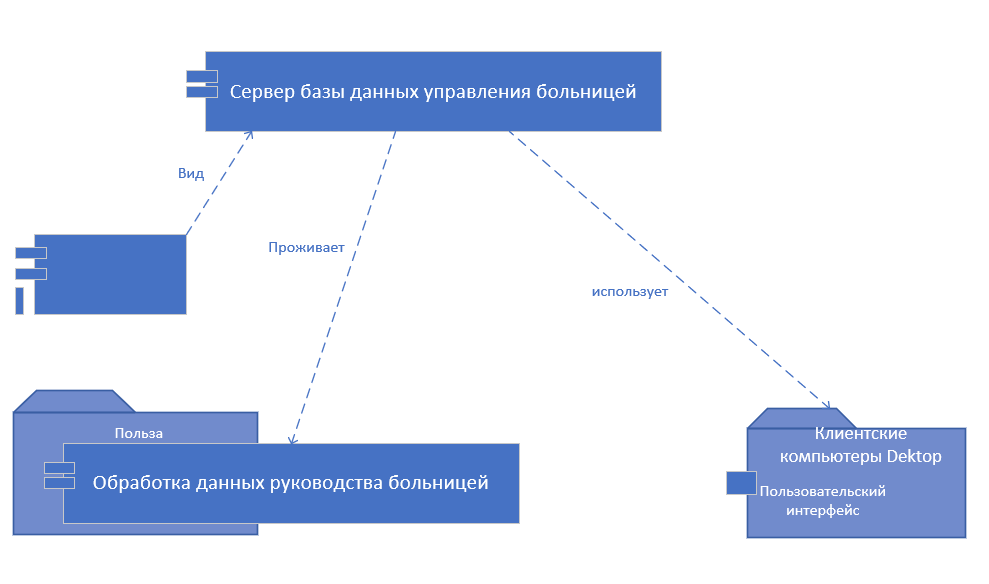 Сервер базы данных управления больницей
Вид
Проживает
использует
Польза
Обработка данных руководства больницей
Клиентские
компьютеры Dektop
Пользовательский
интерфейс